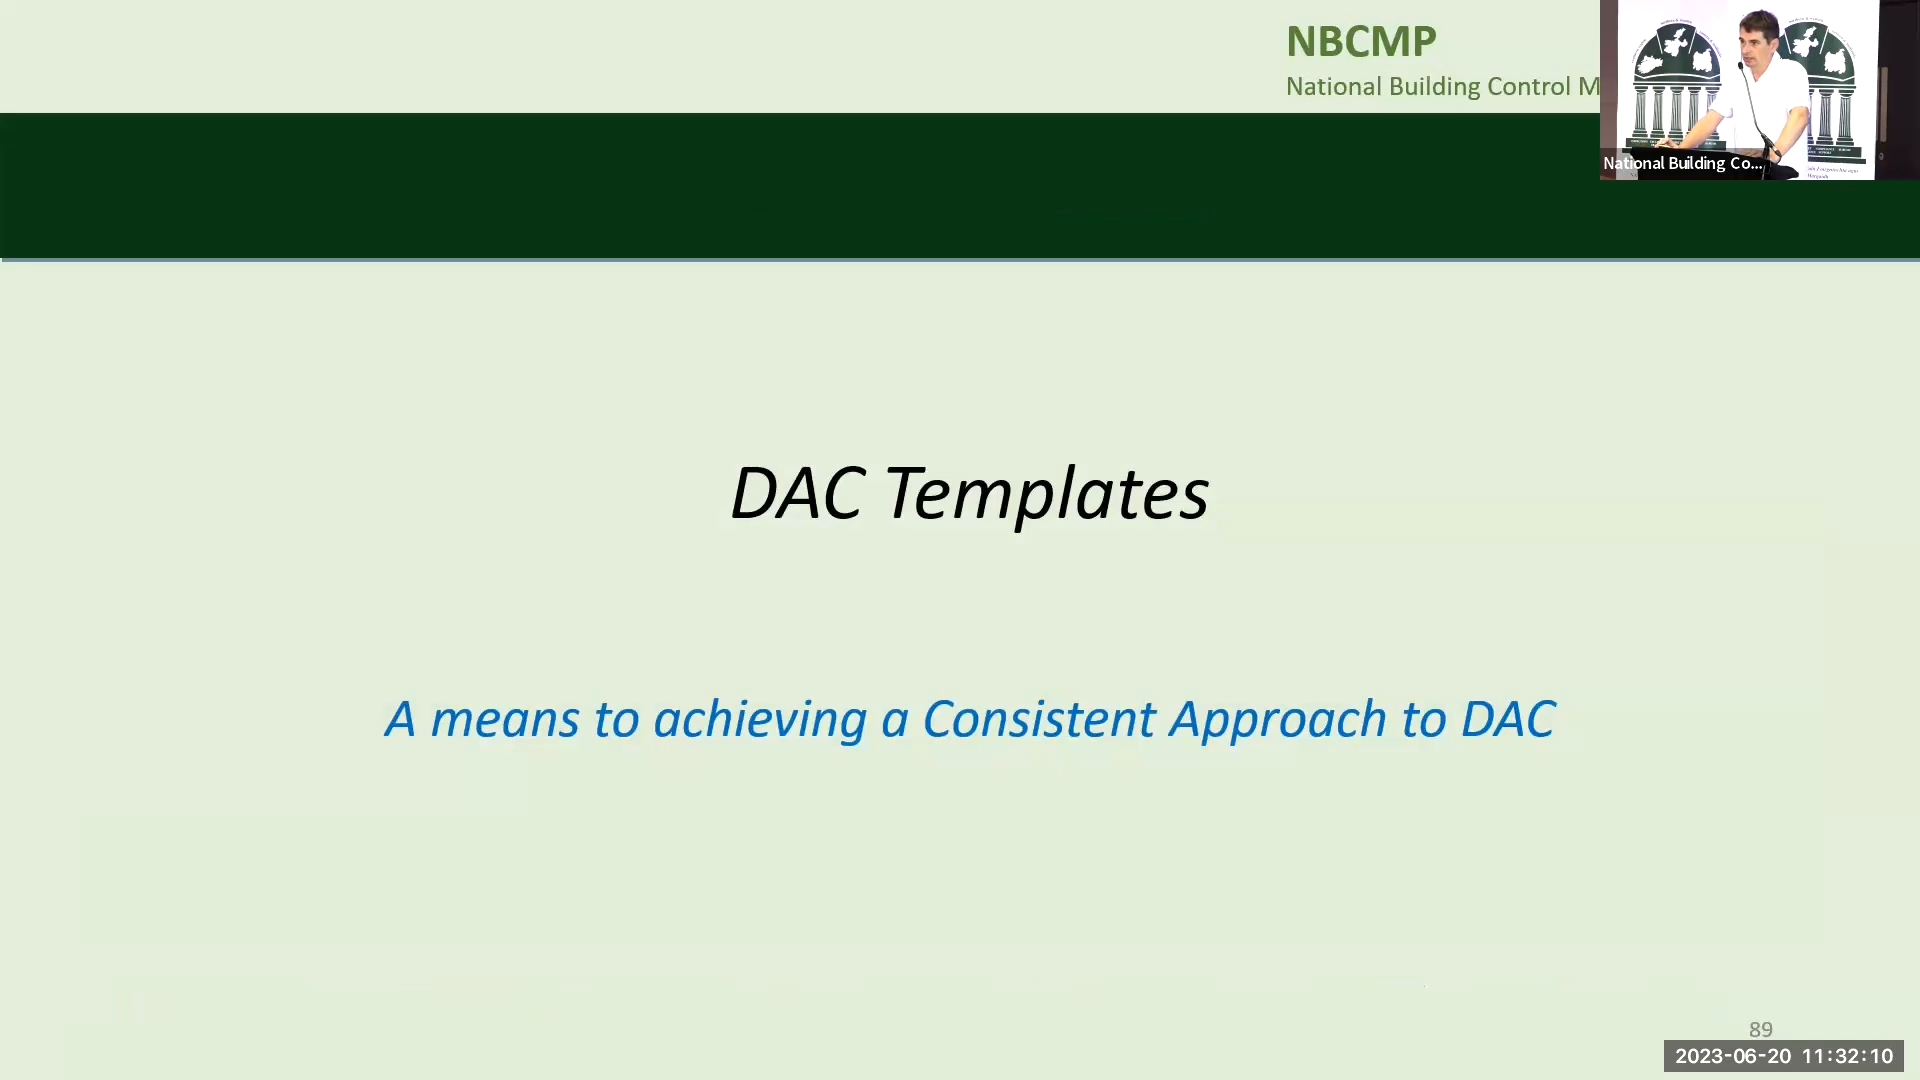 NBCMP
National Building Control M
National Building Co...
DAC Templates
A means to achieving a Consistent Approach to DAC
89
2023-06-20 11:32:10